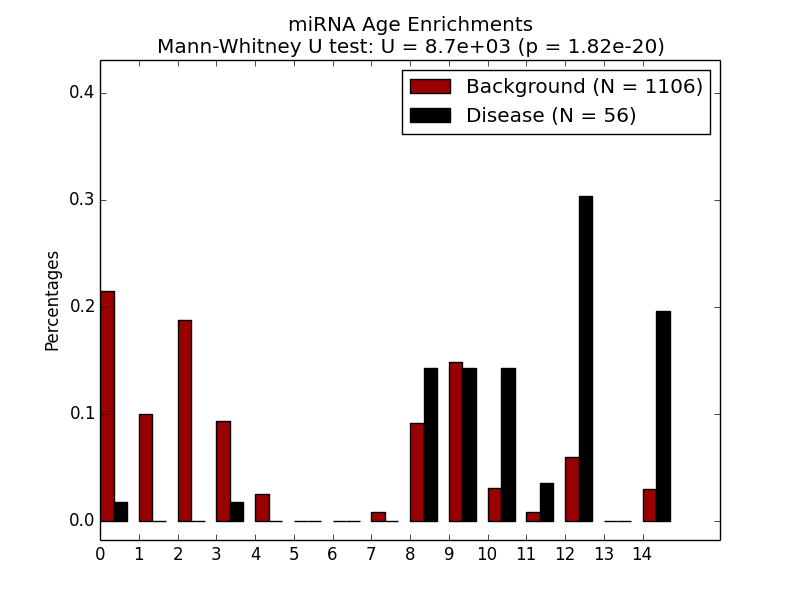 miRNA Age Enrichments
Mann-Whitney U test: U = 8.7e+03 (p = 1.82e-20)
Background (N = 1106)
Disease (N = 56)
Percentages
0.4
0.3
0.2
0.1
0.0
0 1 2 3 4 5 6 7 8 9 10 11 12 13 14